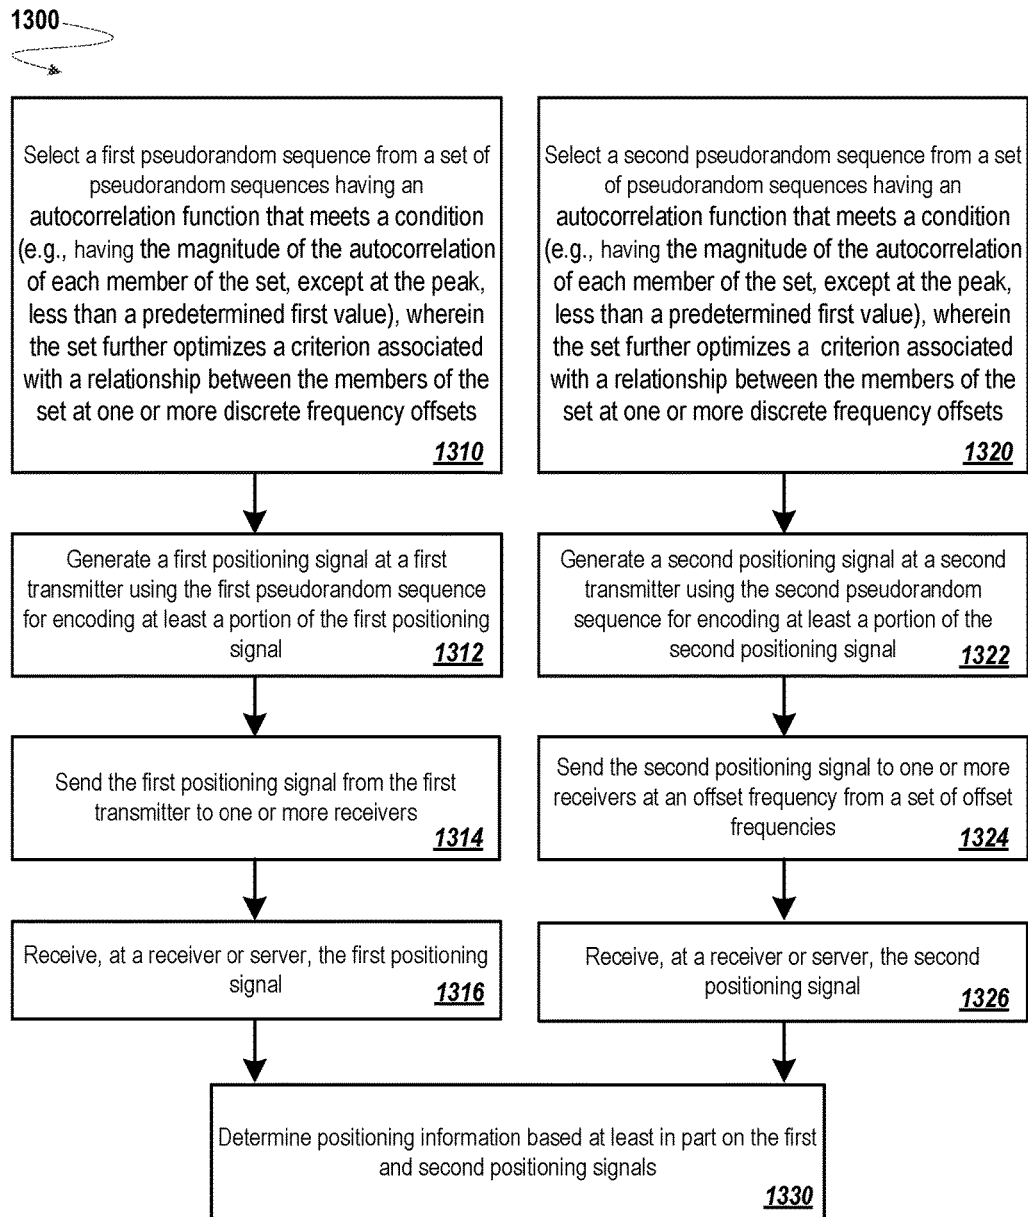 1300
Select a first pseudorandom sequence from a set of
pseudorandom sequences having an
autocorrelation function that meets a condition
(e.g., having the magnitude of the autocorrelation
of each member of the set, except at the peak,
less than a predetermined first value), wherein
the set further optimizes a criterion associated
with a relationship between the members of the
set at one or more discrete frequency offsets
1310
Select a second pseudorandom sequence from a set
of pseudorandom sequences having an
autocorrelation function that meets a condition
(e.g., having the magnitude of the autocorrelation
of each member of the set, except at the peak,
less than a predetermined first value), wherein
the set further optimizes a criterion associated
with a relationship between the members of the
set at one or more discrete frequency offsets
1320
Generate a first positioning signal at a first
transmitter using the first pseudorandom sequence
for encoding at least a portion of the first positioning
signal
1312
Generate a second positioning signal at a second
transmitter using the second pseudorandom
sequence for encoding at least a portion of the
second positioning signal
1322
Send the first positioning signal from the first
transmitter to one or more receivers
1314
Send the second positioning signal to one or more
receivers at an offset frequency from a set of offset
frequencies
1324
Receive, at a receiver or server, the first positioning
signal
1316
Receive, at a receiver or server, the second
positioning signal
1326
Determine positioning information based at least in part on the first
and second positioning signals
1330